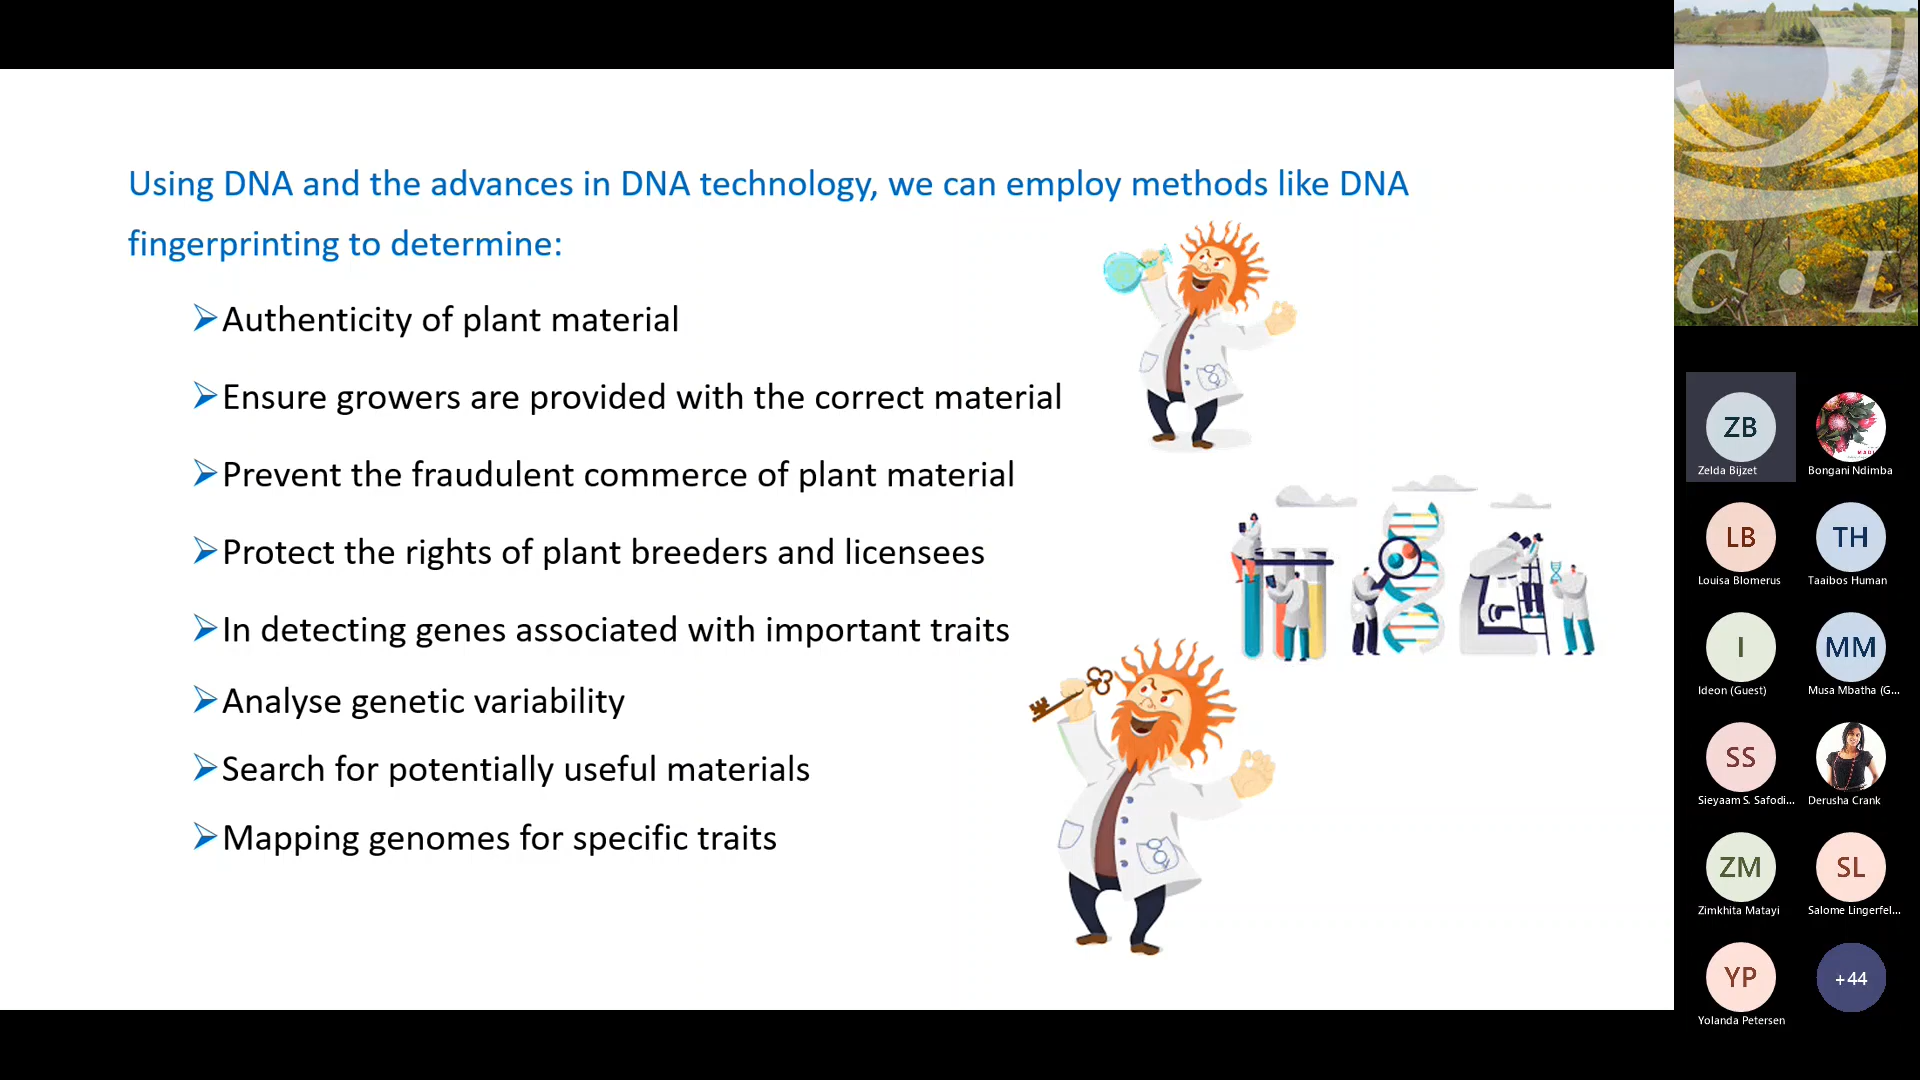 Using DNA and the advances in DNA technology, we can employ methods like DNA
fingerprinting to determine:
Authenticity of plant material
Ensure growers are provided with the correct material
Prevent the fraudulent commerce of plant material
Protect the rights of plant breeders and licensees
In detecting genes associated with important traits
Analyse genetic variability
Search for potentially useful materials
Mapping genomes for specific traits
C · L
ZB
Zelda Bijzet
Bongani Ndimba
LB
Louisa Blomerus
TH
Taaibos Human
I
Ideon (Guest)
MM
Musa Mbatha (G...
SS
Sieyaam S. Safodi...
Derusha Crank
ZM
Zimkhita Matayi
SL
Salome Lingerfel...
YP
Yolanda Petersen
+44